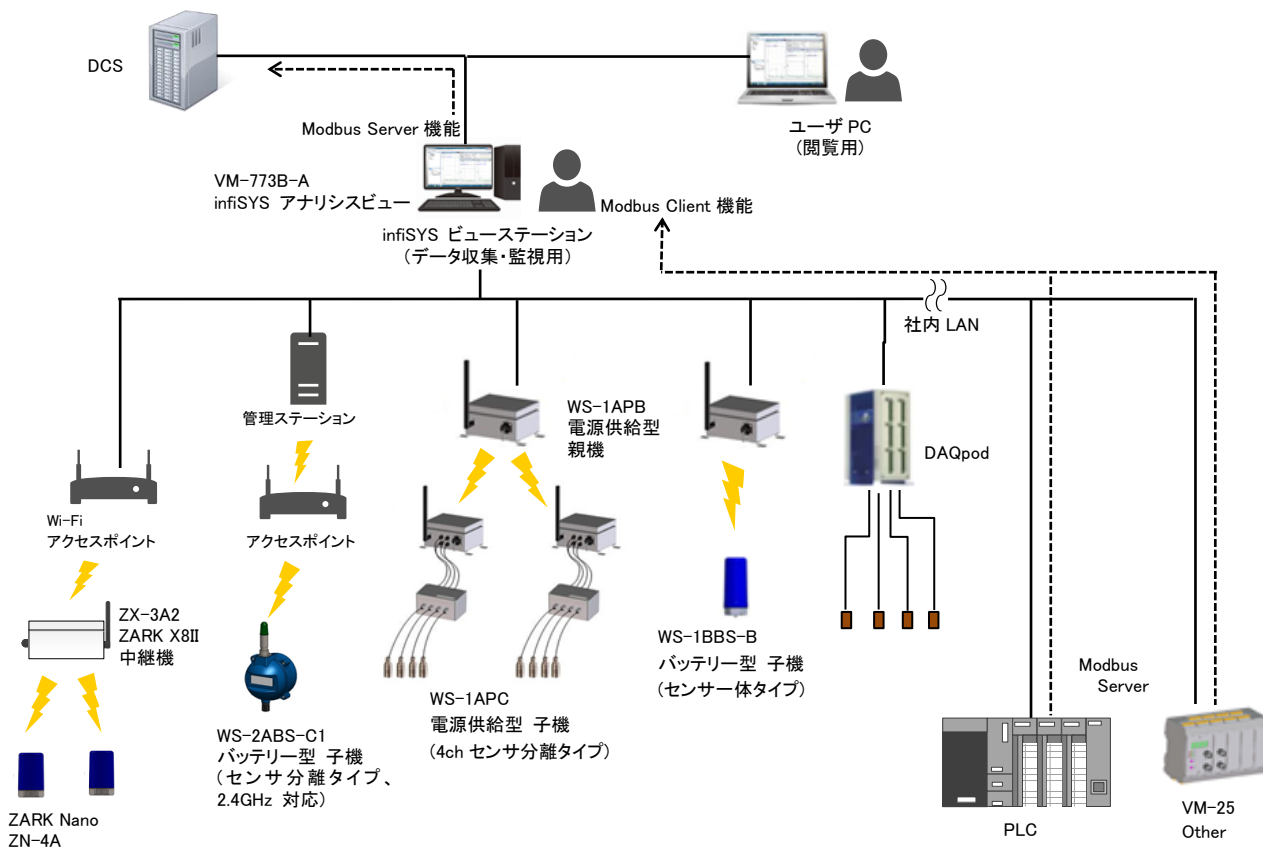 DCS
Modbus Server 機能
ユーザ PC
(閲覧用)
VM-773B-A
infiSYS アナリシスビュー
Modbus Client 機能
infiSYS ビューステーション
(データ収集・監視用)
社内 LAN
管理ステーション
WS-1APB
電源供給型
親機
DAQpod
Wi-Fi
アクセスポイント
アクセスポイント
ZX-3A2
ZARK X8II
中継機
WS-1BBS-B
バッテリー型 子機
(センサ一体タイプ)
WS-1APC
電源供給型 子機
(4ch センサ分離タイプ)
WS-2ABS-C1
バッテリー型 子機
(センサ分離タイプ、
2.4GHz 対応)
Modbus
Server
ZARK Nano
ZN-4A
PLC
VM-25
Other